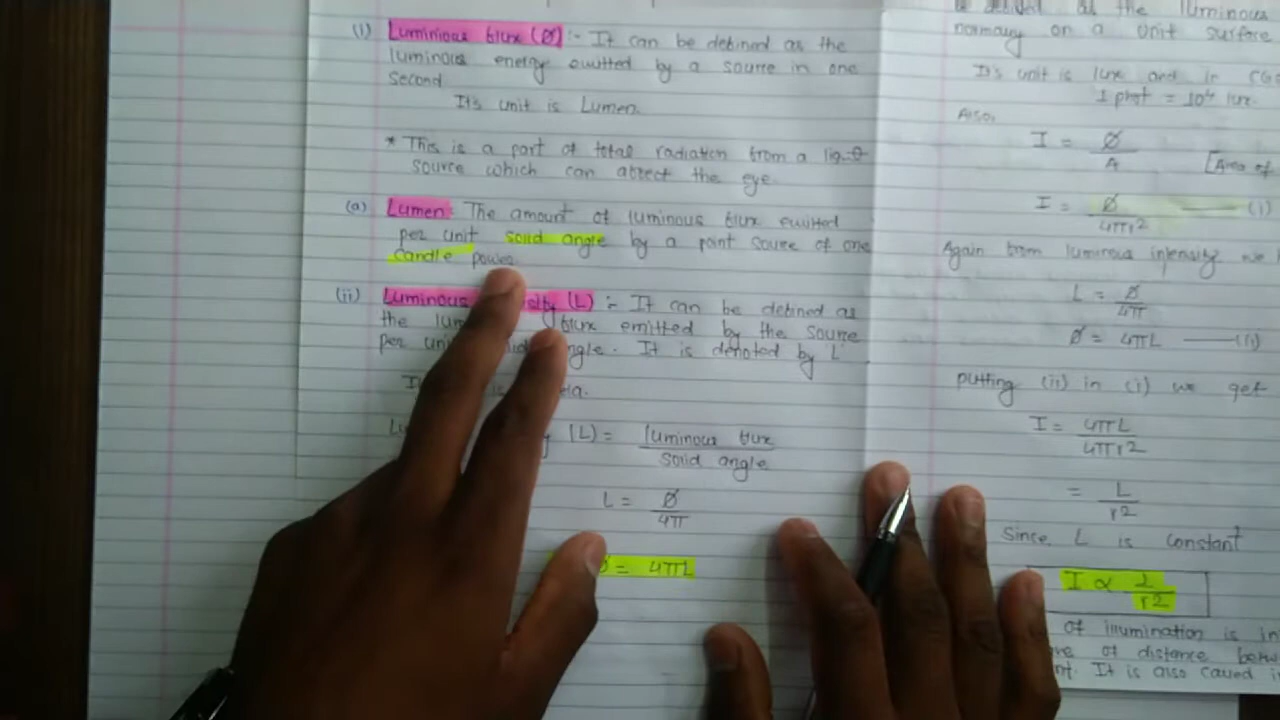 (i) Luminious flux (Ø) :- It can be defined as the
luminous energy emitted by a source in one
second.
Its unit is Lumen.
* This is a part of total radiation from a light
source which can affect the eye.
(a) Lumen: The amount of luminous flux emitted
per unit solid angle by a point source of one
candle power.
(ii) Luminous (L) :- It can be defined as
the flux emitted by the source
per angle. It is denoted by L
(L) = luminous flux
solid angle
L = Ø
4π
Ø = 4πL
as the luminous
on a unit surface
It's unit is lux and in
1 phot = 10⁴ lux.
Also,
I = Ø
A [Area of
I = Ø (i)
4πr2
Again from luminous intensity we
L = Ø
4π
Ø = 4πL (i)
putting (ii) in (i) we get
I = 4πL
4πr2
= L
r2
Since L is constant
I ∝ 1
r2
of illumination is
of distance
It is also called